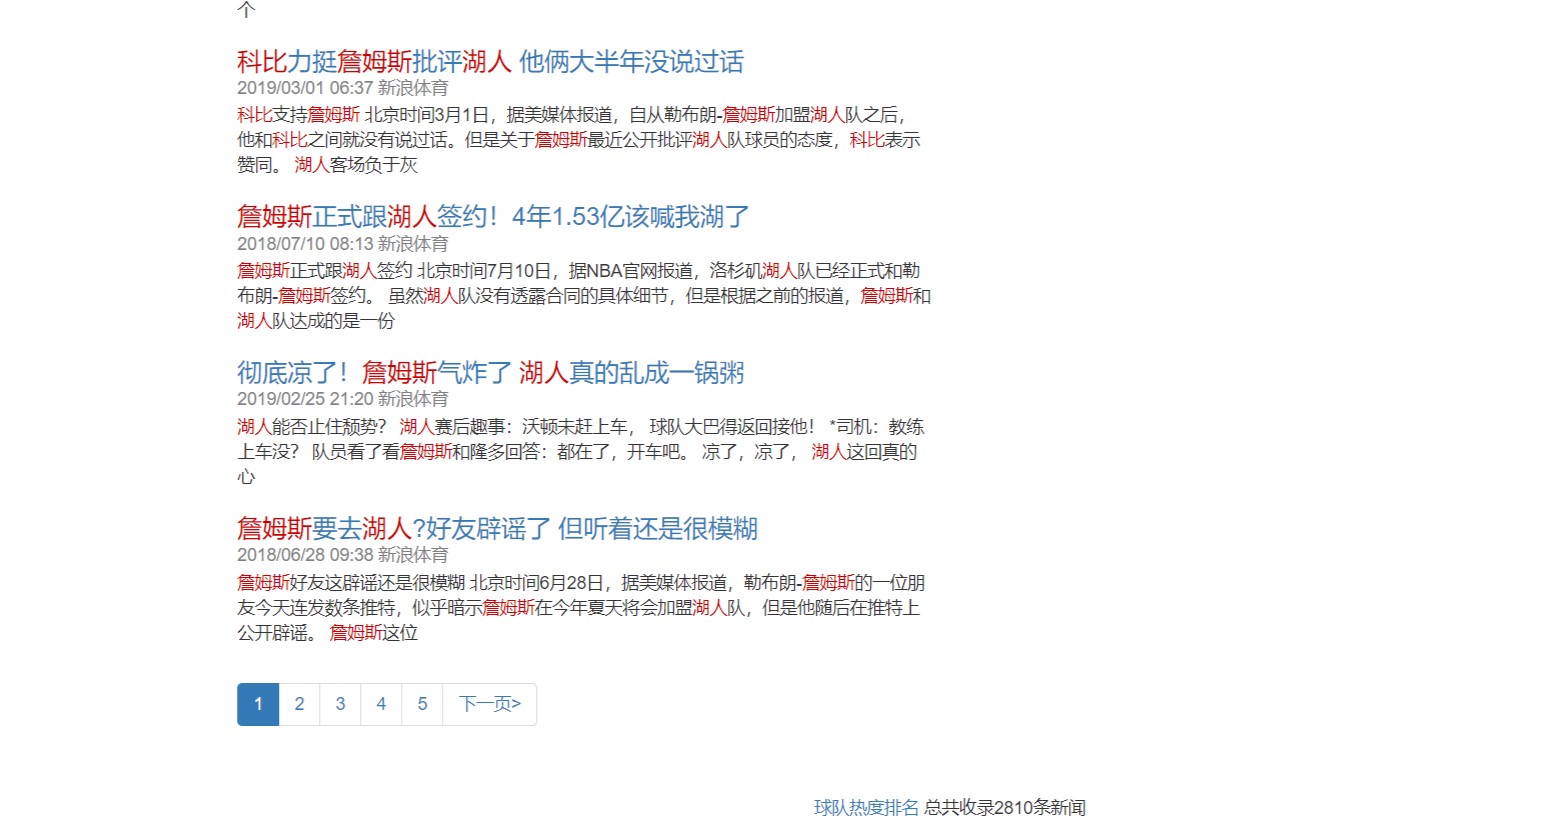 个
科比力挺詹姆斯批评湖人 他俩大半年没说过话
2019/03/01 06:37 新浪体育
科比支持詹姆斯 北京时间3月1日，据美媒体报道，自从勒布朗-詹姆斯加盟湖人队之后，
他和科比之间就没有说过话。但是关于詹姆斯最近公开批评湖人队球员的态度，科比表示
赞同。 湖人客场负于灰
詹姆斯正式跟湖人签约！4年1.53亿该喊我湖了
2018/07/10 08:13 新浪体育
詹姆斯正式跟湖人签约 北京时间7月10日，据NBA官网报道，洛杉矶湖人队已经正式和勒
布朗-詹姆斯签约。 虽然湖人队没有透露合同的具体细节，但是根据之前的报道，詹姆斯和
湖人队达成的是一份
彻底凉了！詹姆斯气炸了 湖人真的乱成一锅粥
2019/02/25 21:20 新浪体育
湖人能否止住颓势？ 湖人赛后趣事：沃顿未赶上车， 球队大巴得返回接他！ *司机：教练
上车没？ 队员看了看詹姆斯和隆多回答：都在了，开车吧。 凉了，凉了， 湖人这回真的
心
詹姆斯要去湖人?好友辟谣了 但听着还是很模糊
2018/06/28 09:38 新浪体育
詹姆斯好友这辟谣还是很模糊 北京时间6月28日，据美媒体报道，勒布朗-詹姆斯的一位朋
友今天连发数条推特，似乎暗示詹姆斯在今年夏天将会加盟湖人队，但是他随后在推特上
公开辟谣。 詹姆斯这位
1 2 3 4 5 下一页>
球队热度排名 总共收录2810条新闻